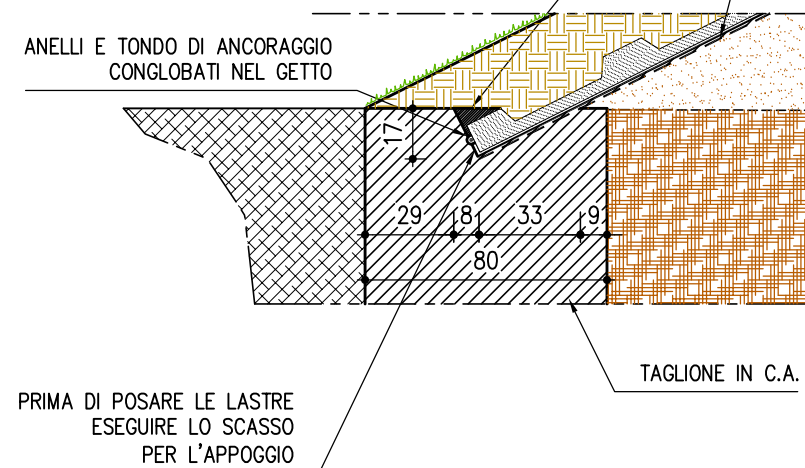 ANELLI E TONDO DI ANCORAGGIO
CONGLOBATI NEL GETTO
17
29 8 33 9
80
TAGLIONE IN C.A.
PRIMA DI POSARE LE LASTRE
ESEGUIRE LO SCASSO
PER L'APPOGGIO